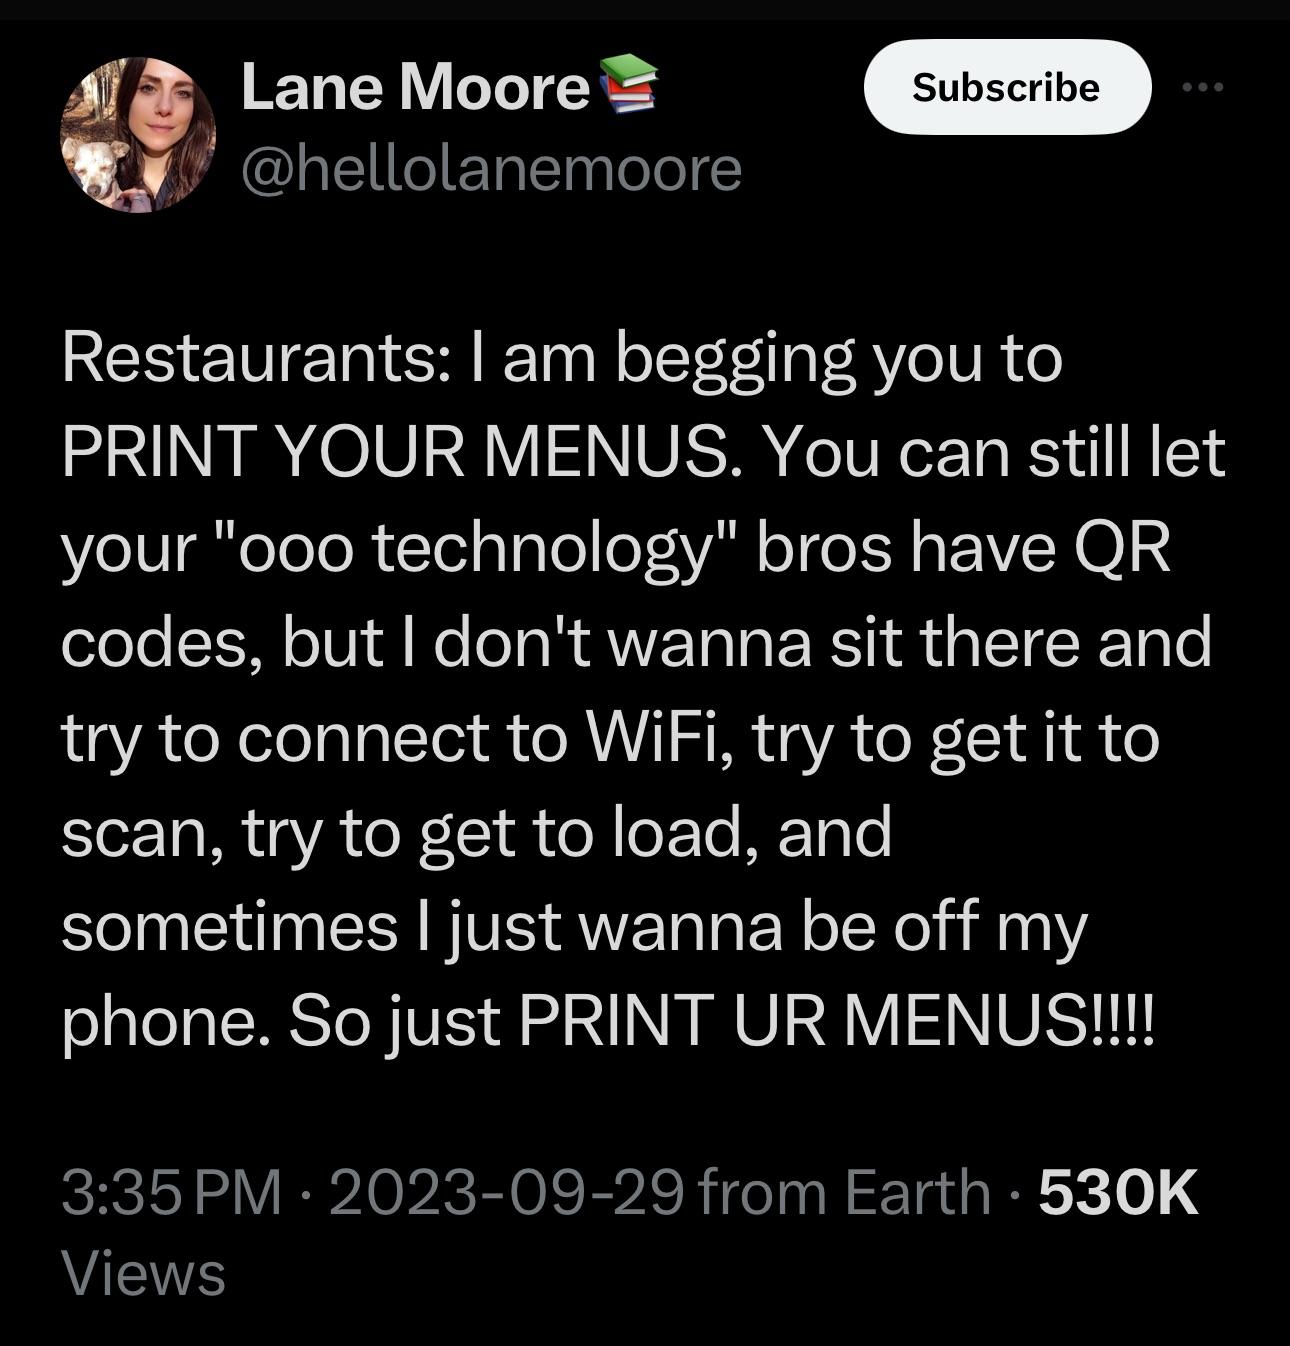 Lane Moore📚
Subscribe
@hellolanemoore
Restaurants: I am begging you to
PRINT YOUR MENUS. You can still let
your "ooo technology" bros have QR
codes, but I don't wanna sit there and
try to connect to WiFi, try to get it to
scan, try to get to load, and
sometimes I just wanna be off my
phone. So just PRINT UR MENUS!!!!
3:35 PM · 2023-09-29 from Earth · 530K
Views